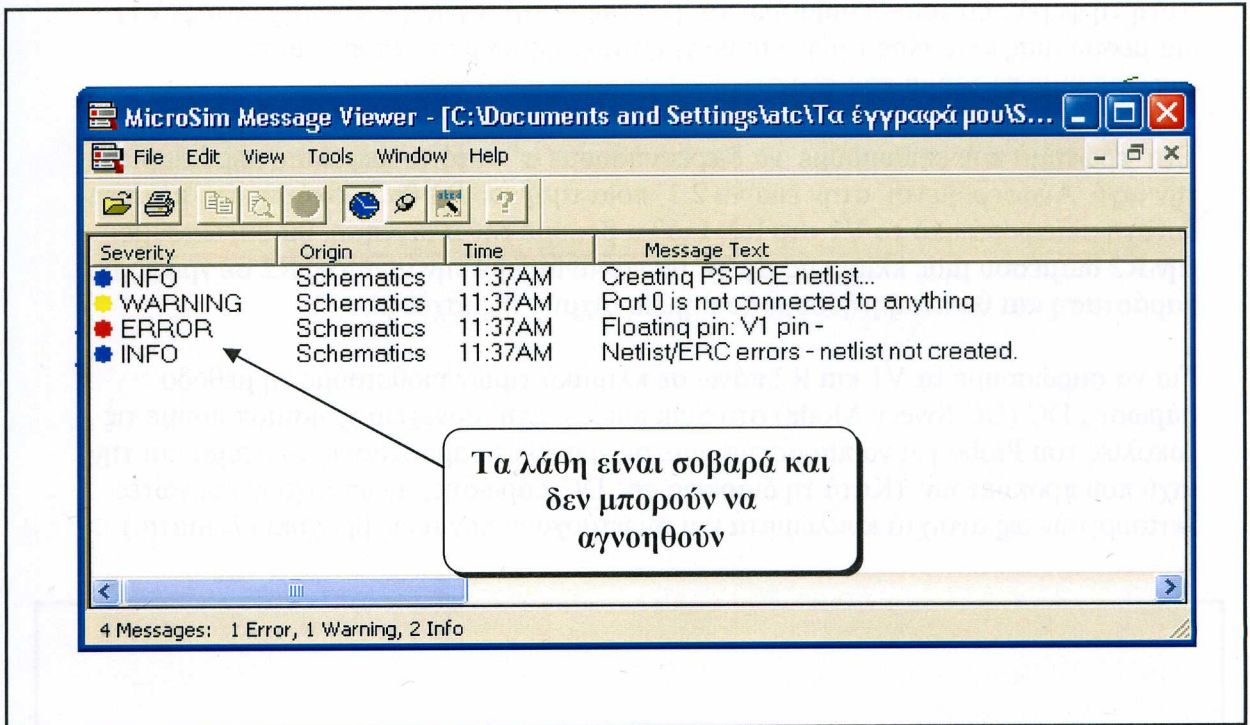 MicroSim Message Viewer - [C:\Documents and Settings\atc\Τα έγγραφά μου\S...
File Edit View Tools Window Help
Severity Origin Time Message Text
INFO Schematics 11:37AM Creating PSPICE netlist...
WARNING Schematics 11:37AM Port 0 is not connected to anything
ERROR Schematics 11:37AM Floating pin: V1 pin -
INFO Schematics 11:37AM Netlist/ERC errors - netlist not created.
Τα λάθη είναι σοβαρά και
δεν μπορούν να
αγνοηθούν
4 Messages: 1 Error, 1 Warning, 2 Info